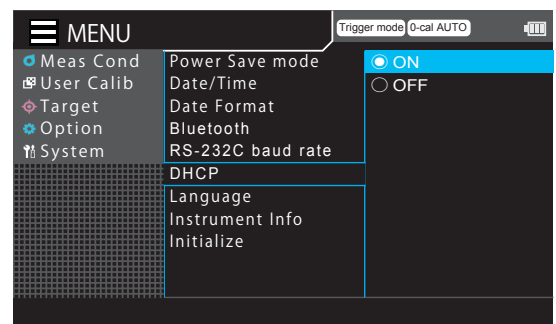 MENU
Trigger mode 0-cal AUTO
Meas Cond
User Calib
Target
Option
System
Power Save mode
Date/Time
Date Format
Bluetooth
RS-232C baud rate
DHCP
Language
Instrument Info
Initialize
ON
OFF